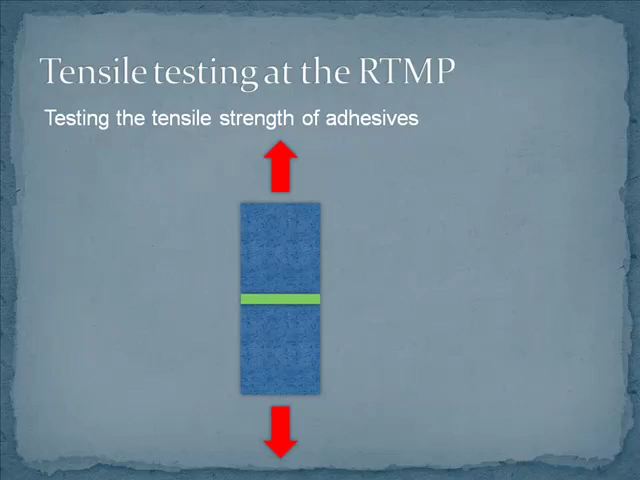 Tensile testing at the RTMP
Testing the tensile strength of adhesives